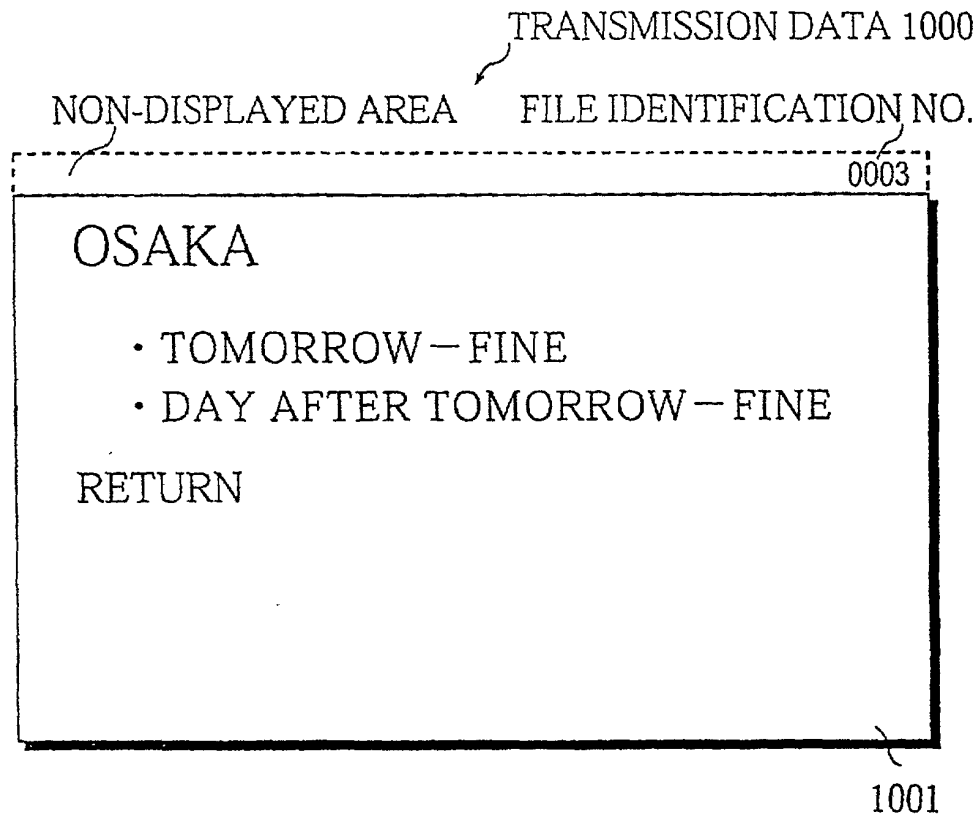 TRANSMISSION DATA 1000
NON-DISPLAYED AREA FILE IDENTIFICATION NO.
0003
OSAKA
・TOMORROW—FINE
・DAY AFTER TOMORROW—FINE
RETURN
1001